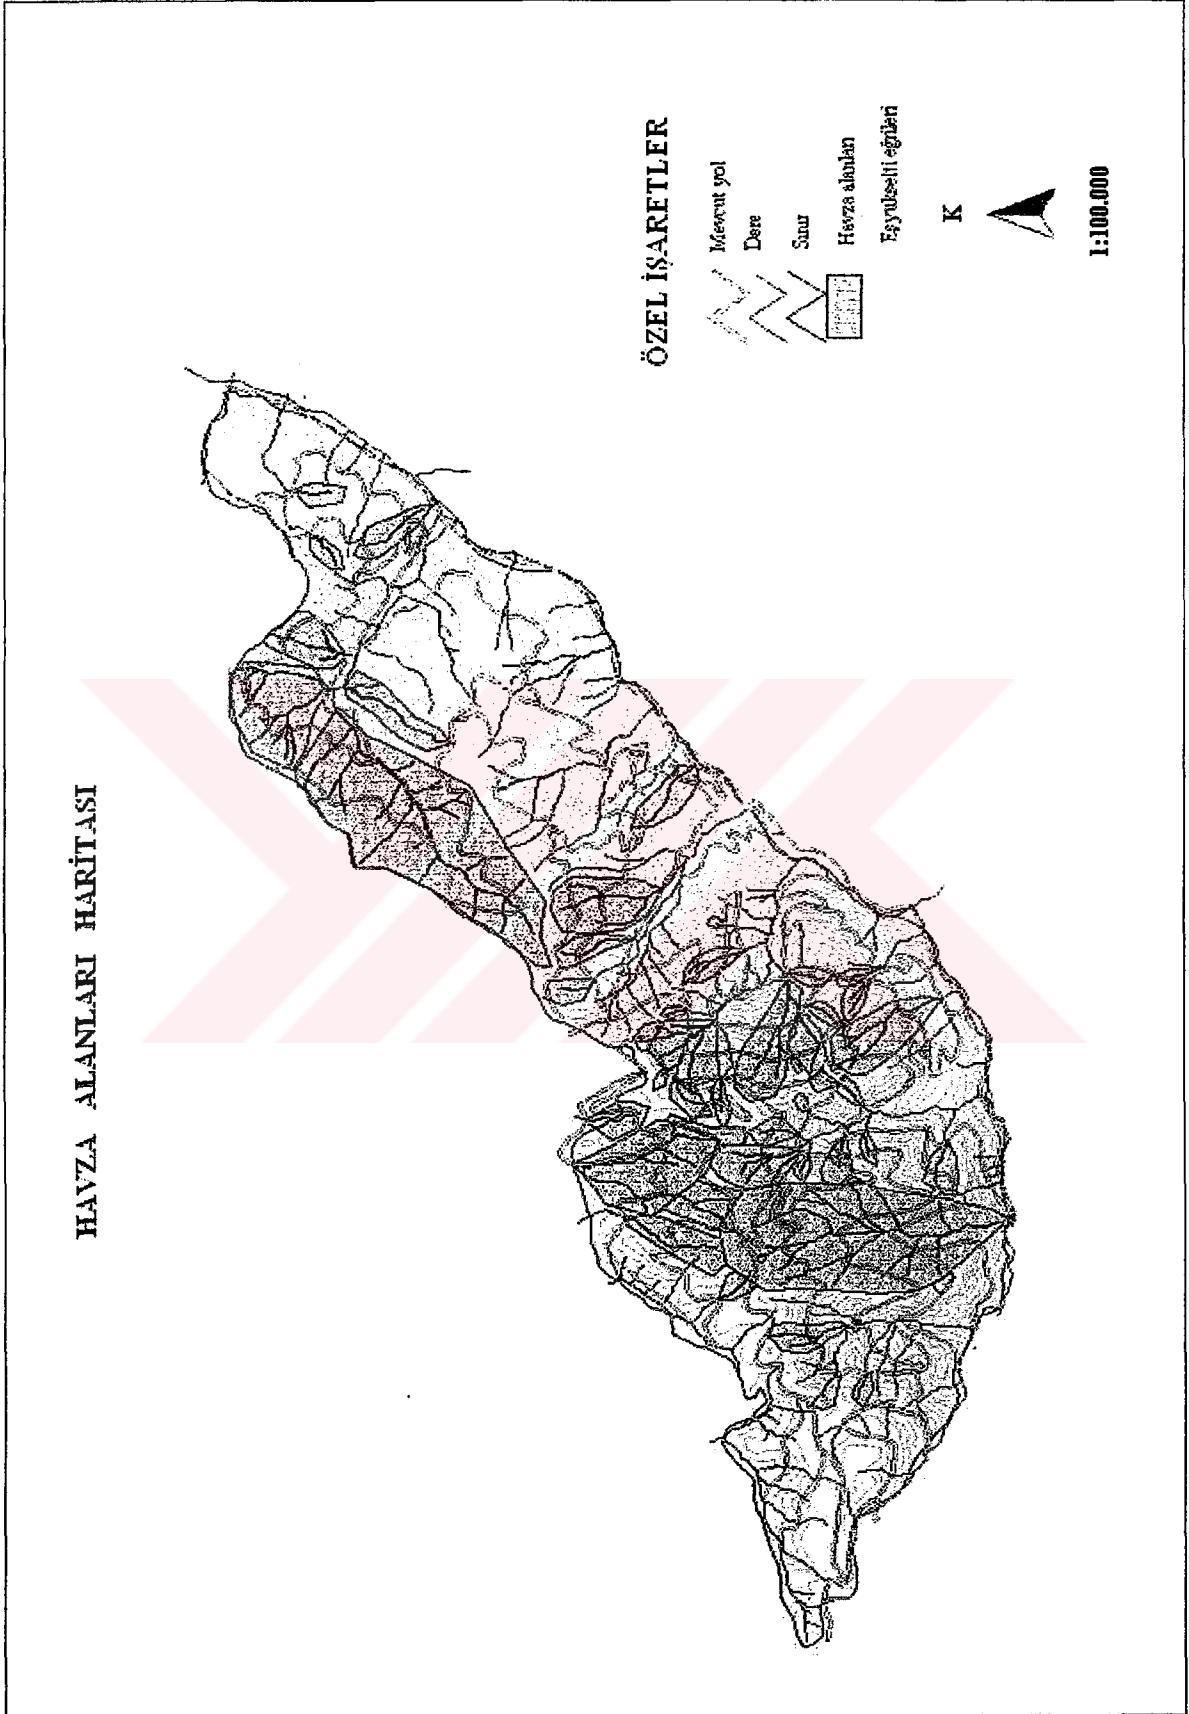 HAVZA ALANLARI HARİTASI
ÖZEL İŞARETLER
Mevcut yol
Dere
Sınır
Havza alanları
Eşyükselti eğrileri
K
1:100.000